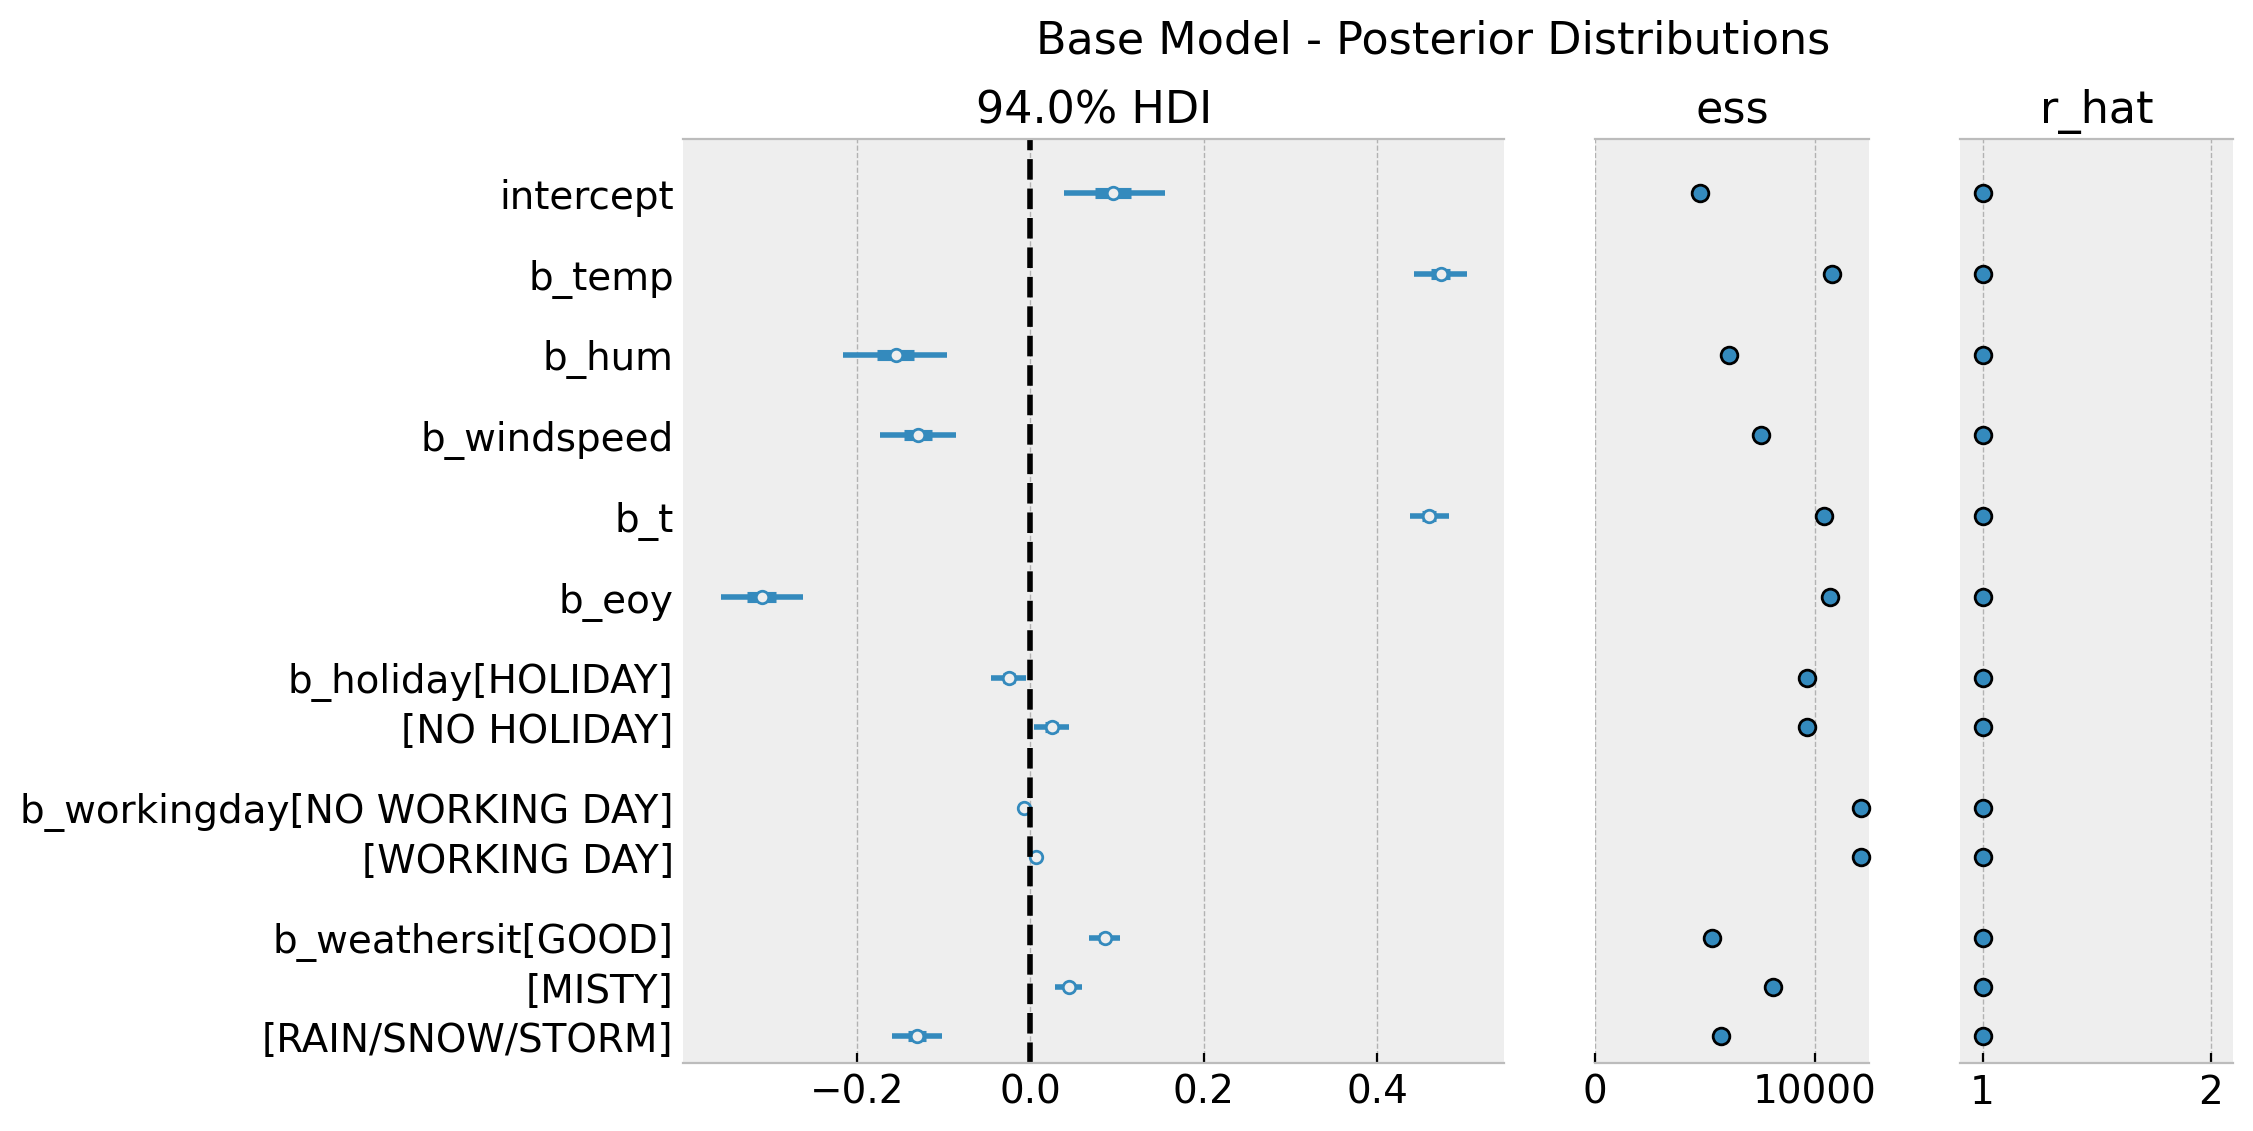 Base Model - Posterior Distributions
94.0% HDI
ess
r_hat
intercept
b_temp
b_hum
b_windspeed
b_t
b_eoy
b_holiday[HOLIDAY]
[NO HOLIDAY]
b_workingday[NO WORKING DAY]
[WORKING DAY]
b_weathersit[GOOD]
[MISTY]
[RAIN/SNOW/STORM]
−0.2 0.0 0.2 0.4
0 10000
1 2